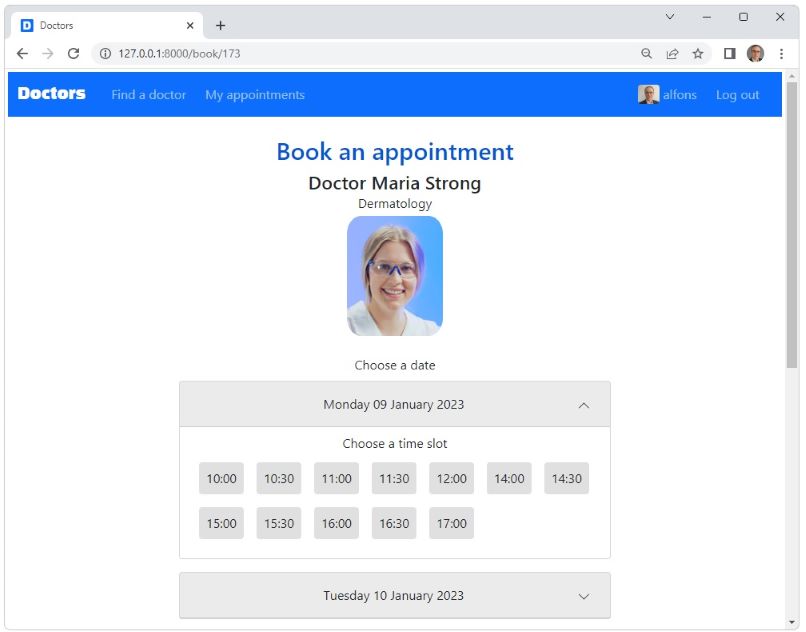 D Doctors
127.0.0.1:8000/book/173
Doctors Find a doctor My appointments alfons Log out
Book an appointment
Doctor Maria Strong
Dermatology
Choose a date
Monday 09 January 2023
Choose a time slot
10:00 10:30 11:00 11:30 12:00 14:00 14:30
15:00 15:30 16:00 16:30 17:00
Tuesday 10 January 2023